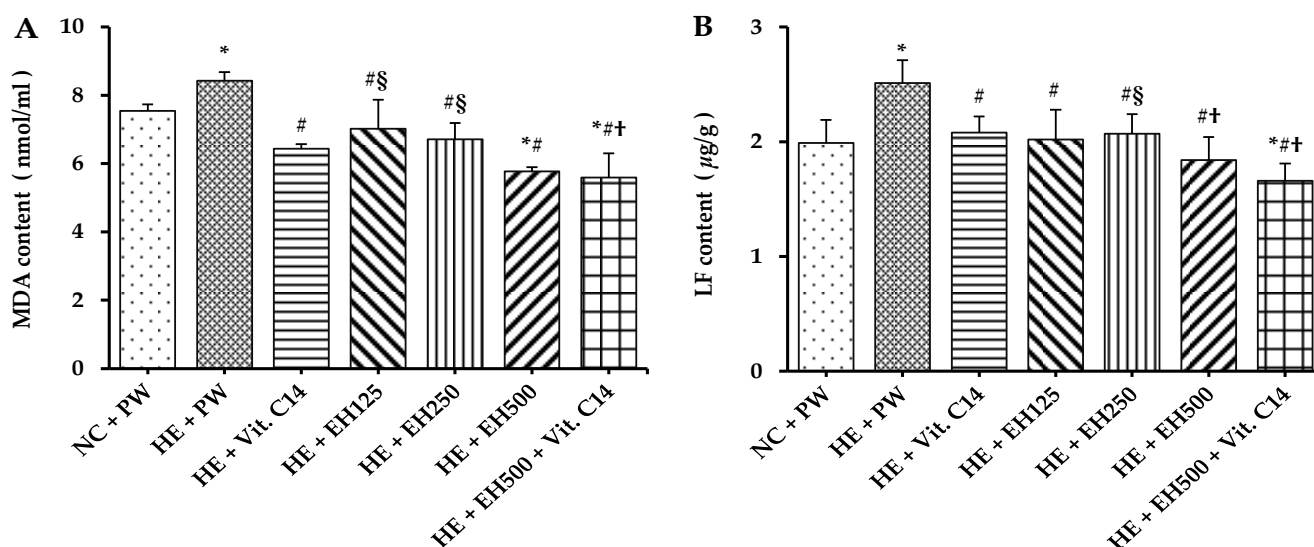 A
MDA content ( nmol/ml )
10
8
6
4
2
0
*
#
#§
#§
*#
*#†
NC + PW
HE + PW
HE + Vit. C14
HE + EH125
HE + EH250
HE + EH500
HE + EH500 + Vit. C14
B
LF content ( µg/g )
3
2
1
0
*
#
#
#§
#†
*#†
NC + PW
HE + PW
HE + Vit. C14
HE + EH125
HE + EH250
HE + EH500
HE + EH500 + Vit. C14